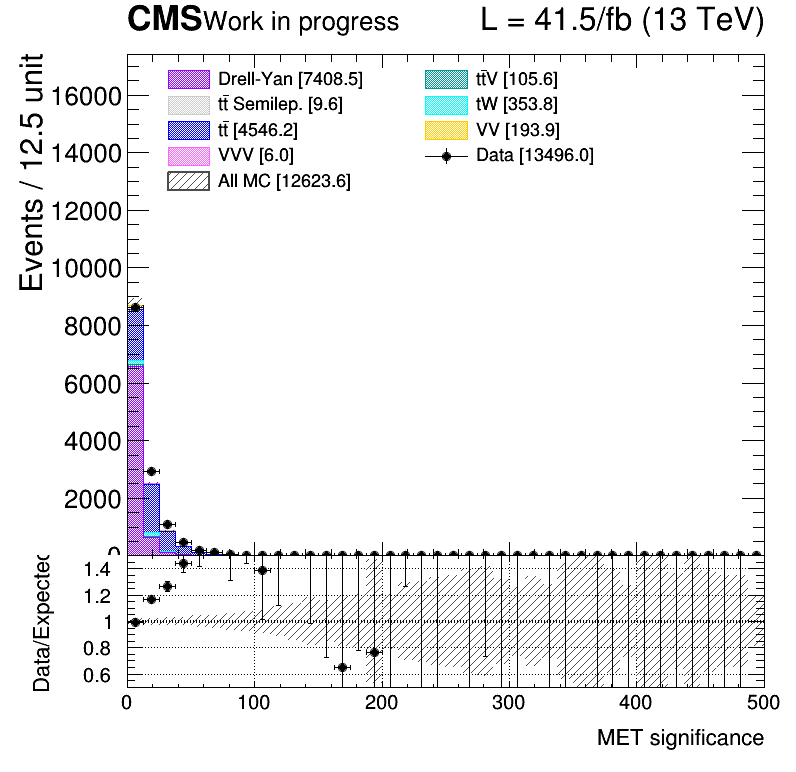 CMS Work in progress L = 41.5/fb (13 TeV)
Events / 12.5 unit
Drell-Yan [7408.5]
tt̄ Semilep. [9.6]
tt̄ [4546.2]
VVV [6.0]
All MC [12623.6]
tt̄V [105.6]
tW [353.8]
VV [193.9]
Data [13496.0]
16000
14000
12000
10000
8000
6000
4000
2000
0
Data/Expected
1.4
1.2
1
0.8
0.6
0 100 200 300 400 500
MET significance